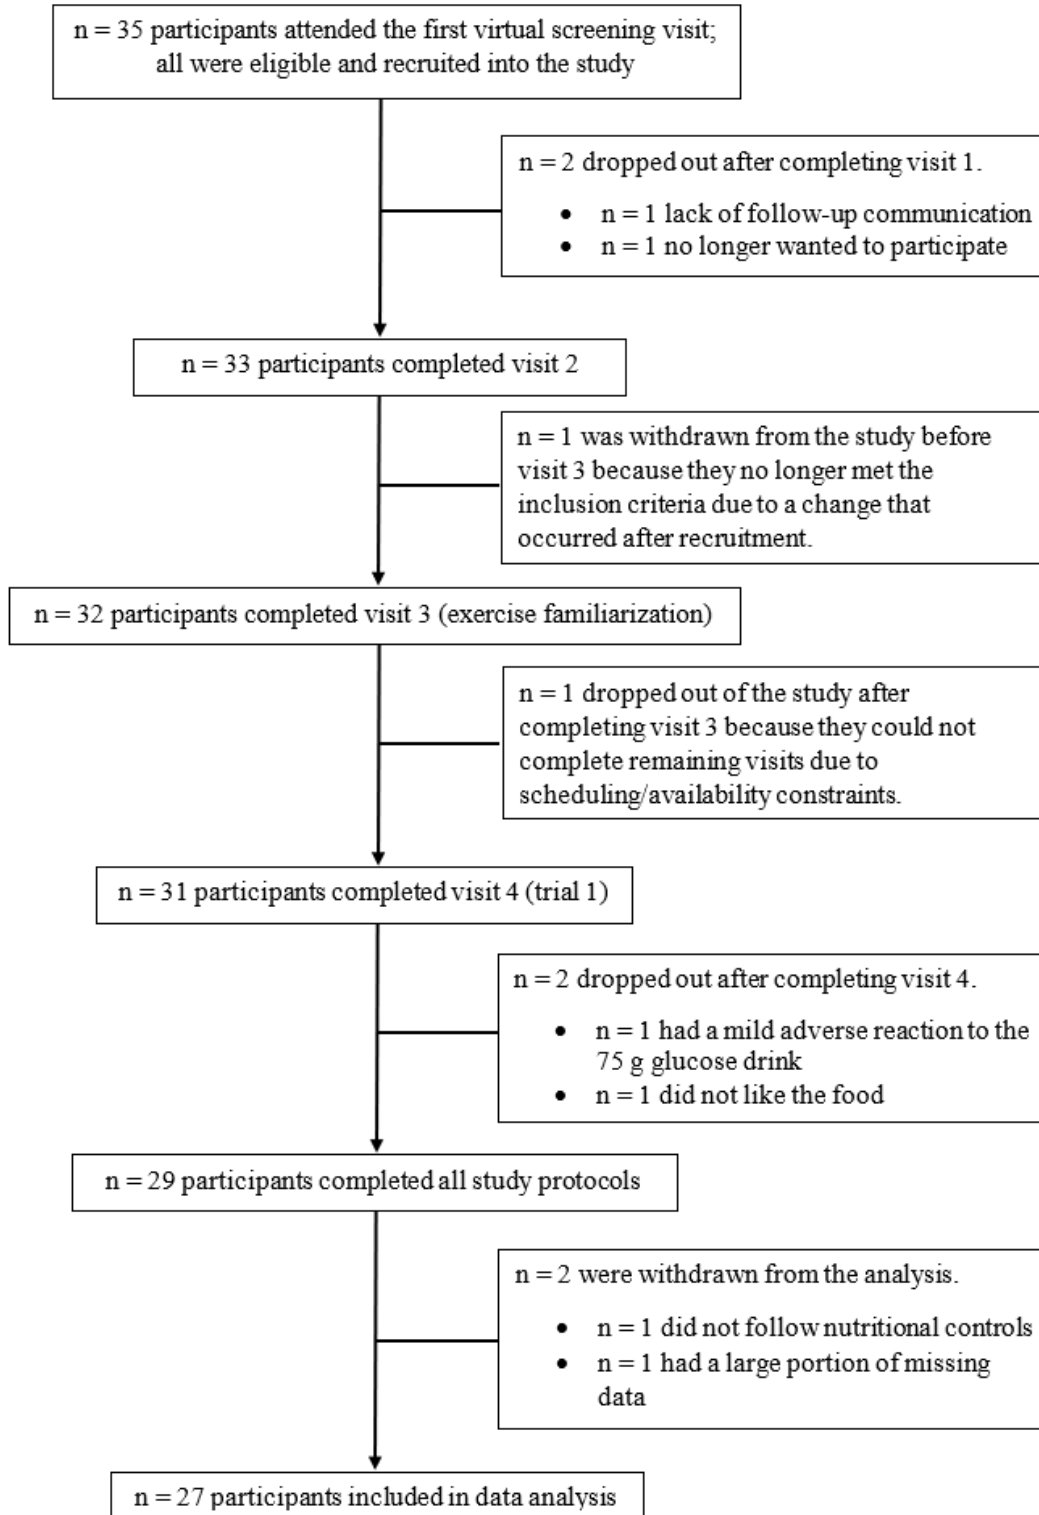 n = 35 participants attended the first virtual screening visit;
all were eligible and recruited into the study
n = 2 dropped out after completing visit 1.
• n = 1 lack of follow-up communication
• n = 1 no longer wanted to participate
n = 33 participants completed visit 2
n = 1 was withdrawn from the study before
visit 3 because they no longer met the
inclusion criteria due to a change that
occurred after recruitment.
n = 32 participants completed visit 3 (exercise familiarization)
n = 1 dropped out of the study after
completing visit 3 because they could not
complete remaining visits due to
scheduling/availability constraints.
n = 31 participants completed visit 4 (trial 1)
n = 2 dropped out after completing visit 4.
• n = 1 had a mild adverse reaction to the
75 g glucose drink
• n = 1 did not like the food
n = 29 participants completed all study protocols
n = 2 were withdrawn from the analysis.
• n = 1 did not follow nutritional controls
• n = 1 had a large portion of missing
data
n = 27 participants included in data analysis